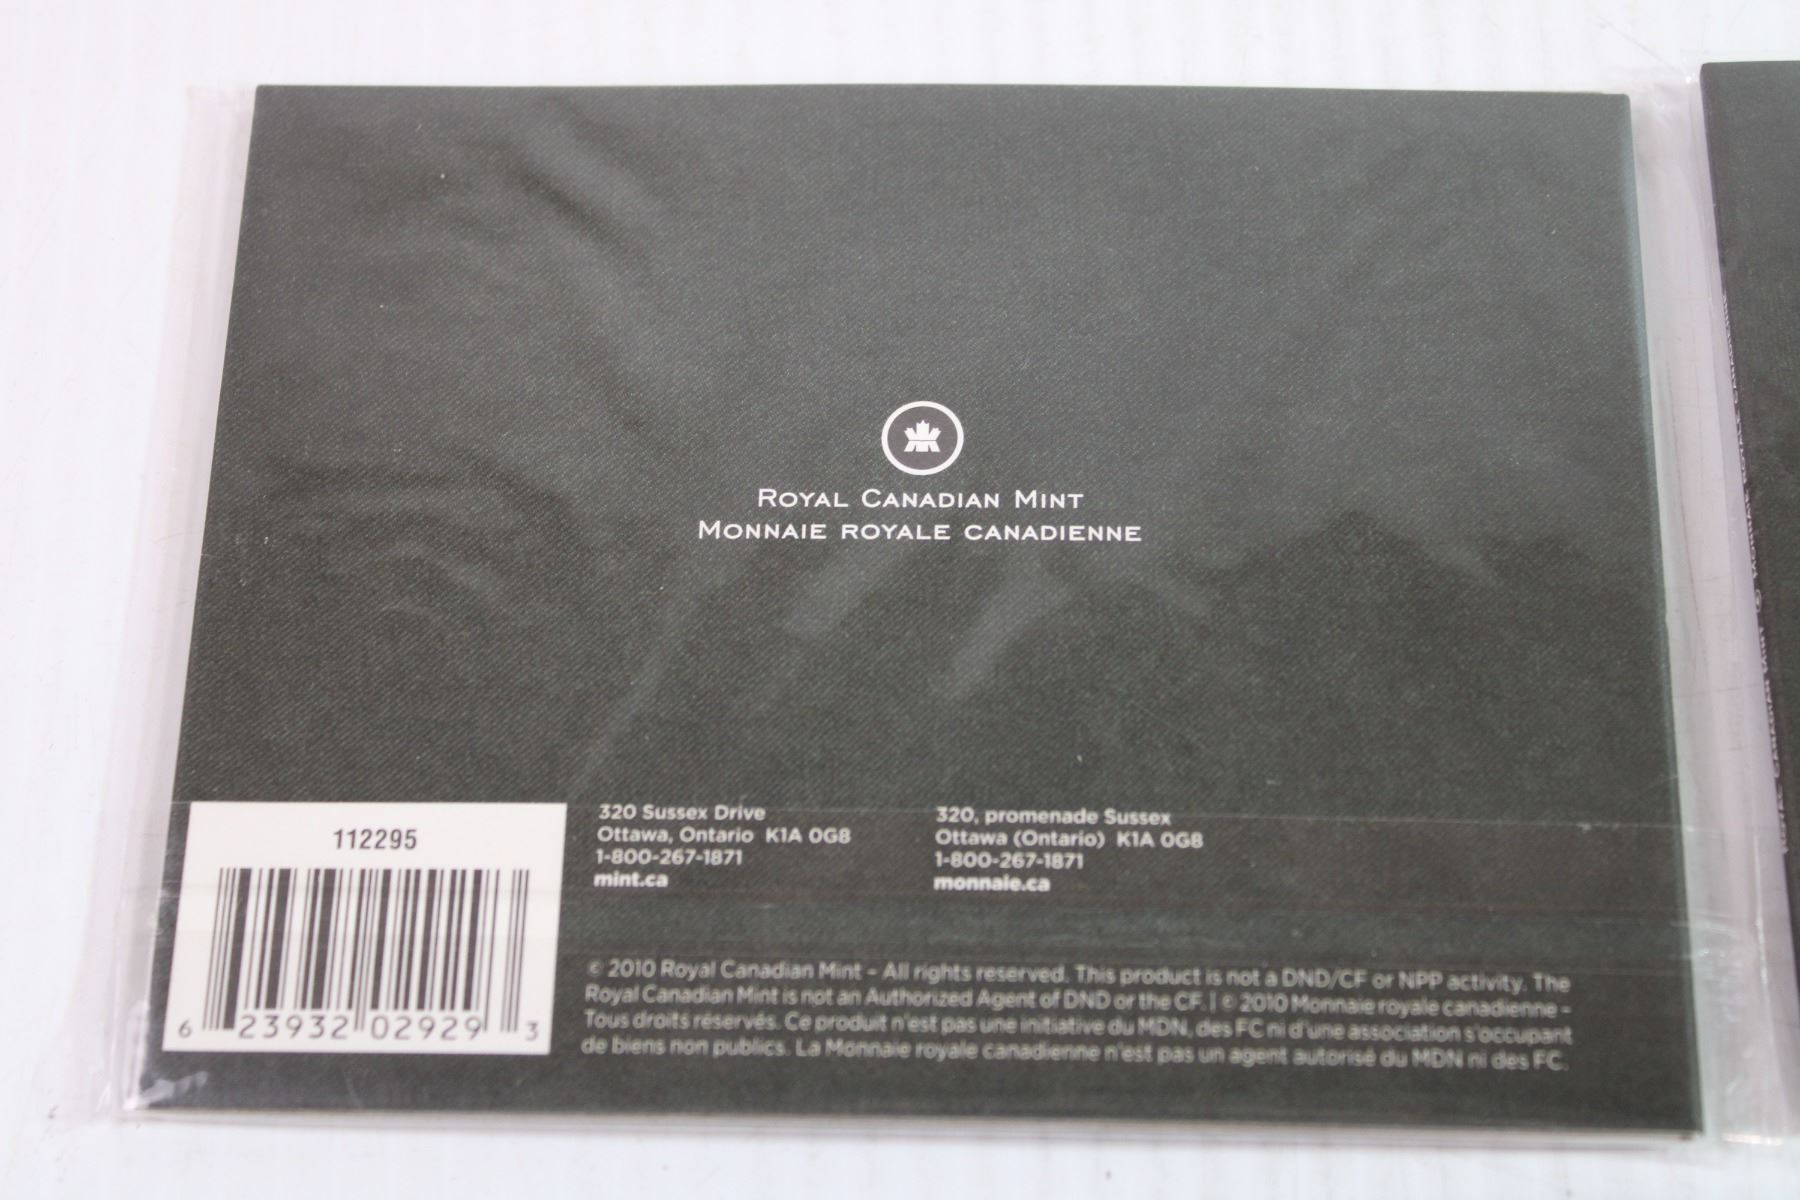 ROYAL CANADIAN MINT
MONNAIE ROYALE CANADIENNE
112295
6 23932 02929 3
320 Sussex Drive
Ottawa, Ontario K1A 0G8
1-800-267-1871
mint.ca
320, promenade Sussex
Ottawa (Ontario) K1A 0G8
1-800-267-1871
monnaie.ca
© 2010 Royal Canadian Mint – All rights reserved. This product is not a DND/CF or NPP activity. The
Royal Canadian Mint is not an Authorized Agent of DND or the CF. | © 2010 Monnaie royale canadienne –
Tous droits réservés. Ce produit n'est pas une initiative du MDN, des FC ni d'une association s'occupant
de biens non publics. La Monnaie royale canadienne n'est pas un agent autorisé du MDN ni des FC.